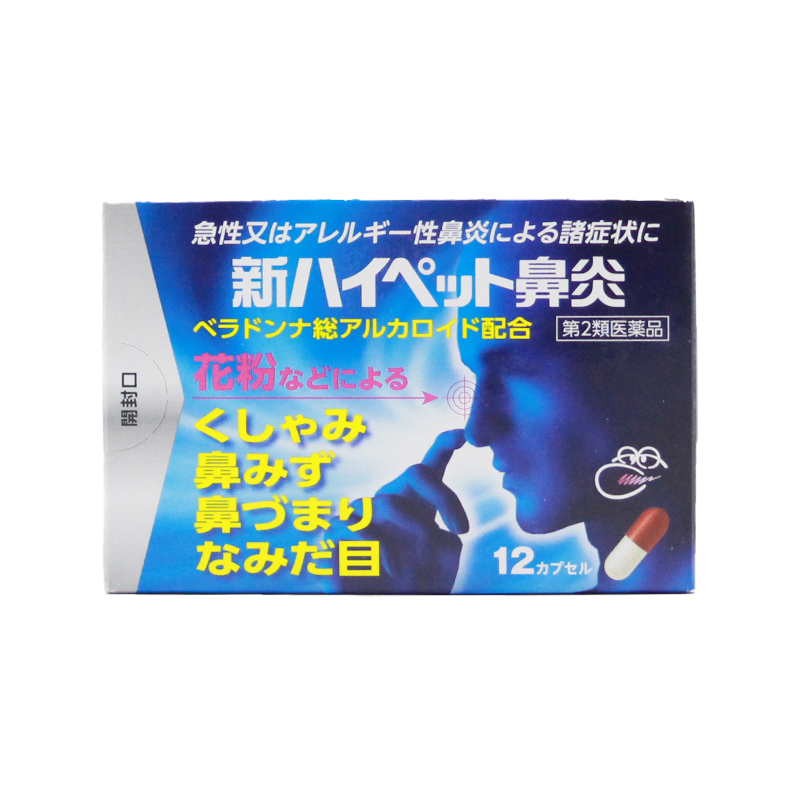 急性又はアレルギー性鼻炎による諸症状に
新ハイペット鼻炎
ベラドンナ総アルカロイド配合 第2類医薬品
花粉などによる
くしゃみ
鼻みず
鼻づまり
なみだ目
12カプセル
開封口